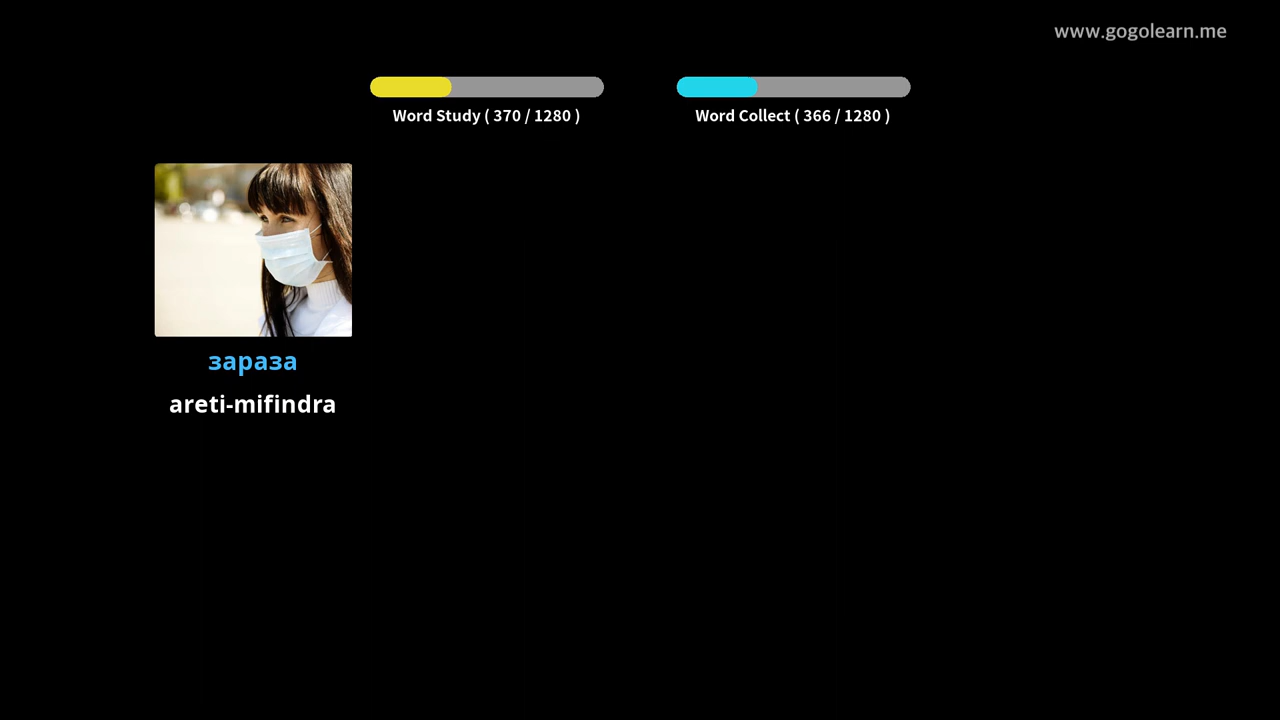 www.gogolearn.me
Word Study ( 370 / 1280 )
Word Collect ( 366 / 1280 )
зараза
areti-mifindra